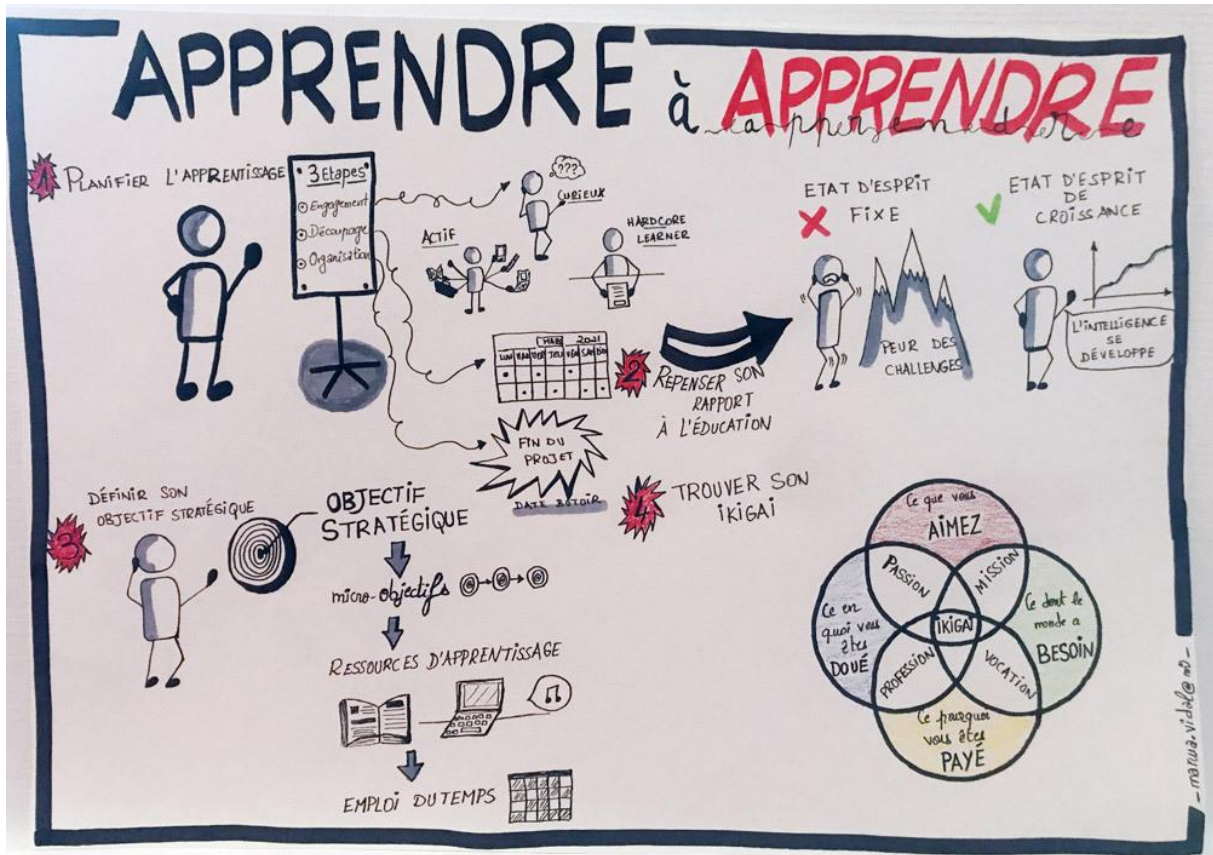 APPRENDRE à APPRENDRE
apprendre
1 PLANIFIER L'APPRENTISSAGE
3 Etapes
Engagement
Découpage
Organisation
???
CURIEUX
ACTIF
HARDCORE
LEARNER
MARS 2021
LUN MAR MER JEU VEN SAM DIM
FIN DU
PROJET
DATE BUTOIR
2 REPENSER SON
RAPPORT
À L'ÉDUCATION
ETAT D'ESPRIT
FIXE
PEUR DES
CHALLENGES
ETAT D'ESPRIT
DE
CROISSANCE
L'INTELLIGENCE
SE
DÉVELOPPE
3 DÉFINIR SON
OBJECTIF STRATÉGIQUE
OBJECTIF
STRATÉGIQUE
micro-objectifs
RESSOURCES D'APPRENTISSAGE
EMPLOI DU TEMPS
4 TROUVER SON
IKIGAI
Ce que vous
AIMEZ
PASSION
MISSION
Ce en
quoi vous
êtes
DOUÉ
IKIGAI
Ce dont le
monde a
BESOIN
PROFESSION
VOCATION
Ce pourquoi
vous êtes
PAYÉ